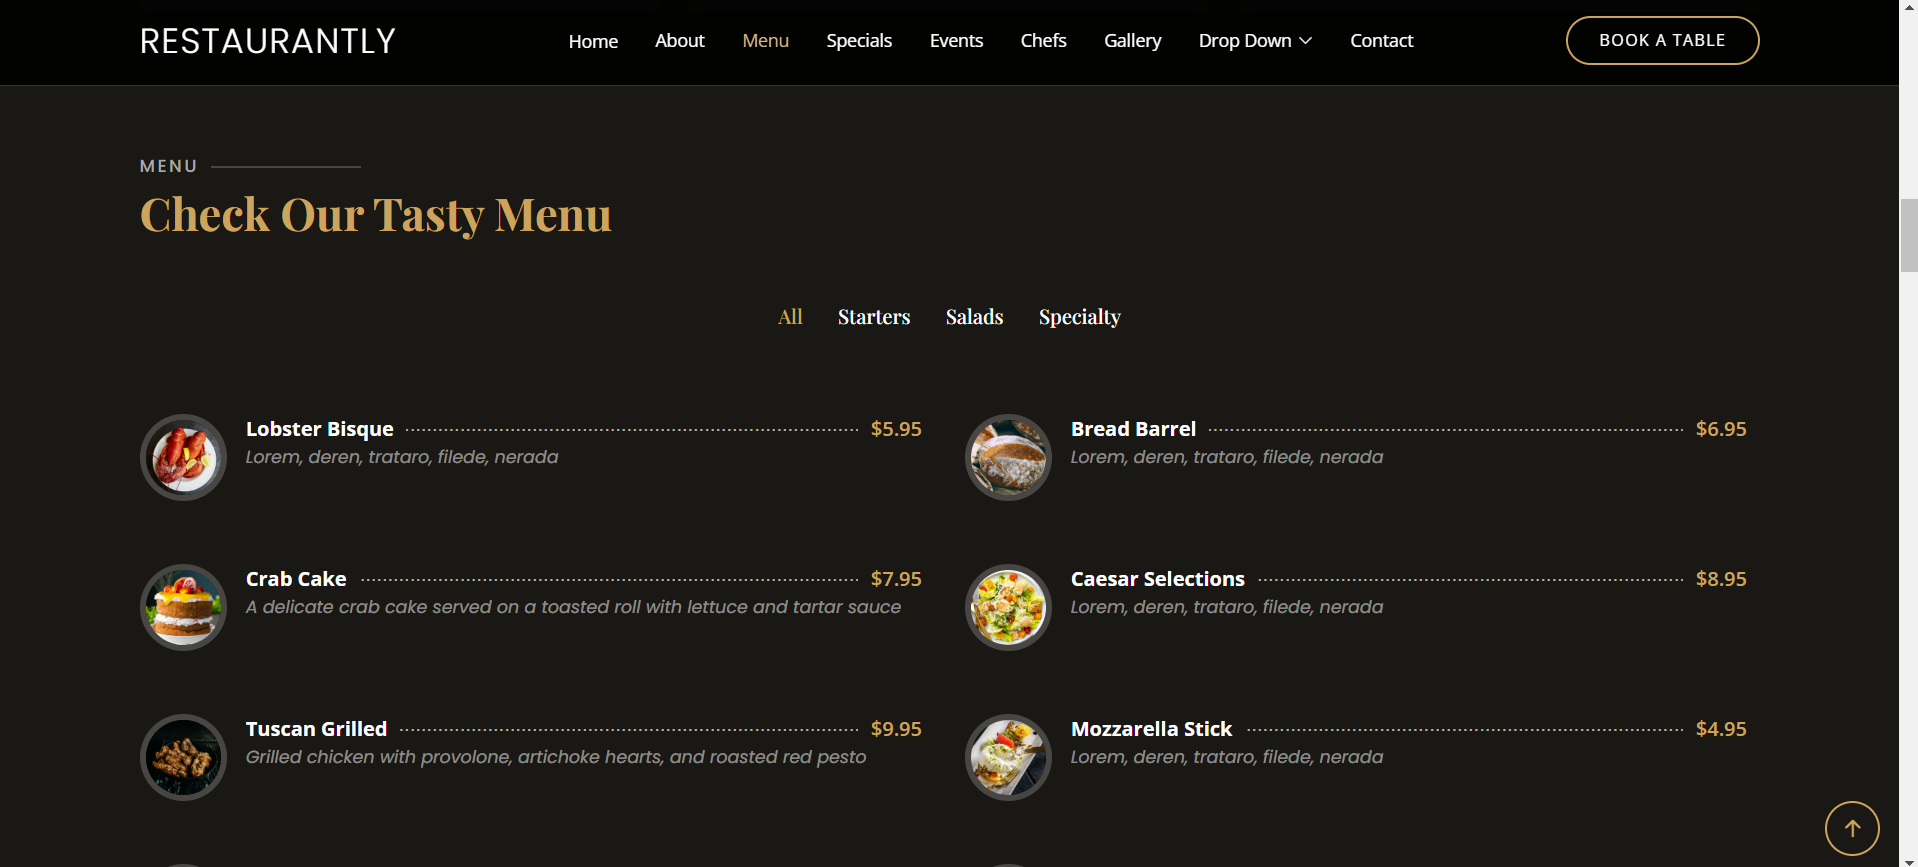 RESTAURANTLY
Home About Menu Specials Events Chefs Gallery Drop Down Contact
BOOK A TABLE
MENU
Check Our Tasty Menu
All Starters Salads Specialty
Lobster Bisque $5.95
Lorem, deren, trataro, filede, nerada
Bread Barrel $6.95
Lorem, deren, trataro, filede, nerada
Crab Cake $7.95
A delicate crab cake served on a toasted roll with lettuce and tartar sauce
Caesar Selections $8.95
Lorem, deren, trataro, filede, nerada
Tuscan Grilled $9.95
Grilled chicken with provolone, artichoke hearts, and roasted red pesto
Mozzarella Stick $4.95
Lorem, deren, trataro, filede, nerada